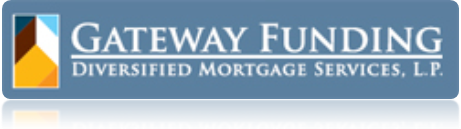 GATEWAY FUNDING
DIVERSIFIED MORTGAGE SERVICES, L.P.